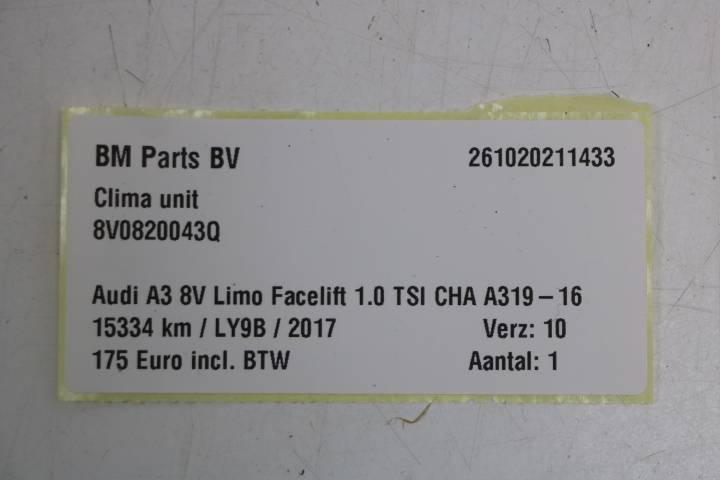 BM Parts BV 261020211433
Clima unit
8V0820043Q
Audi A3 8V Limo Facelift 1.0 TSI CHA A319-16
15334 km / LY9B / 2017 Verz: 10
175 Euro incl. BTW Aantal: 1